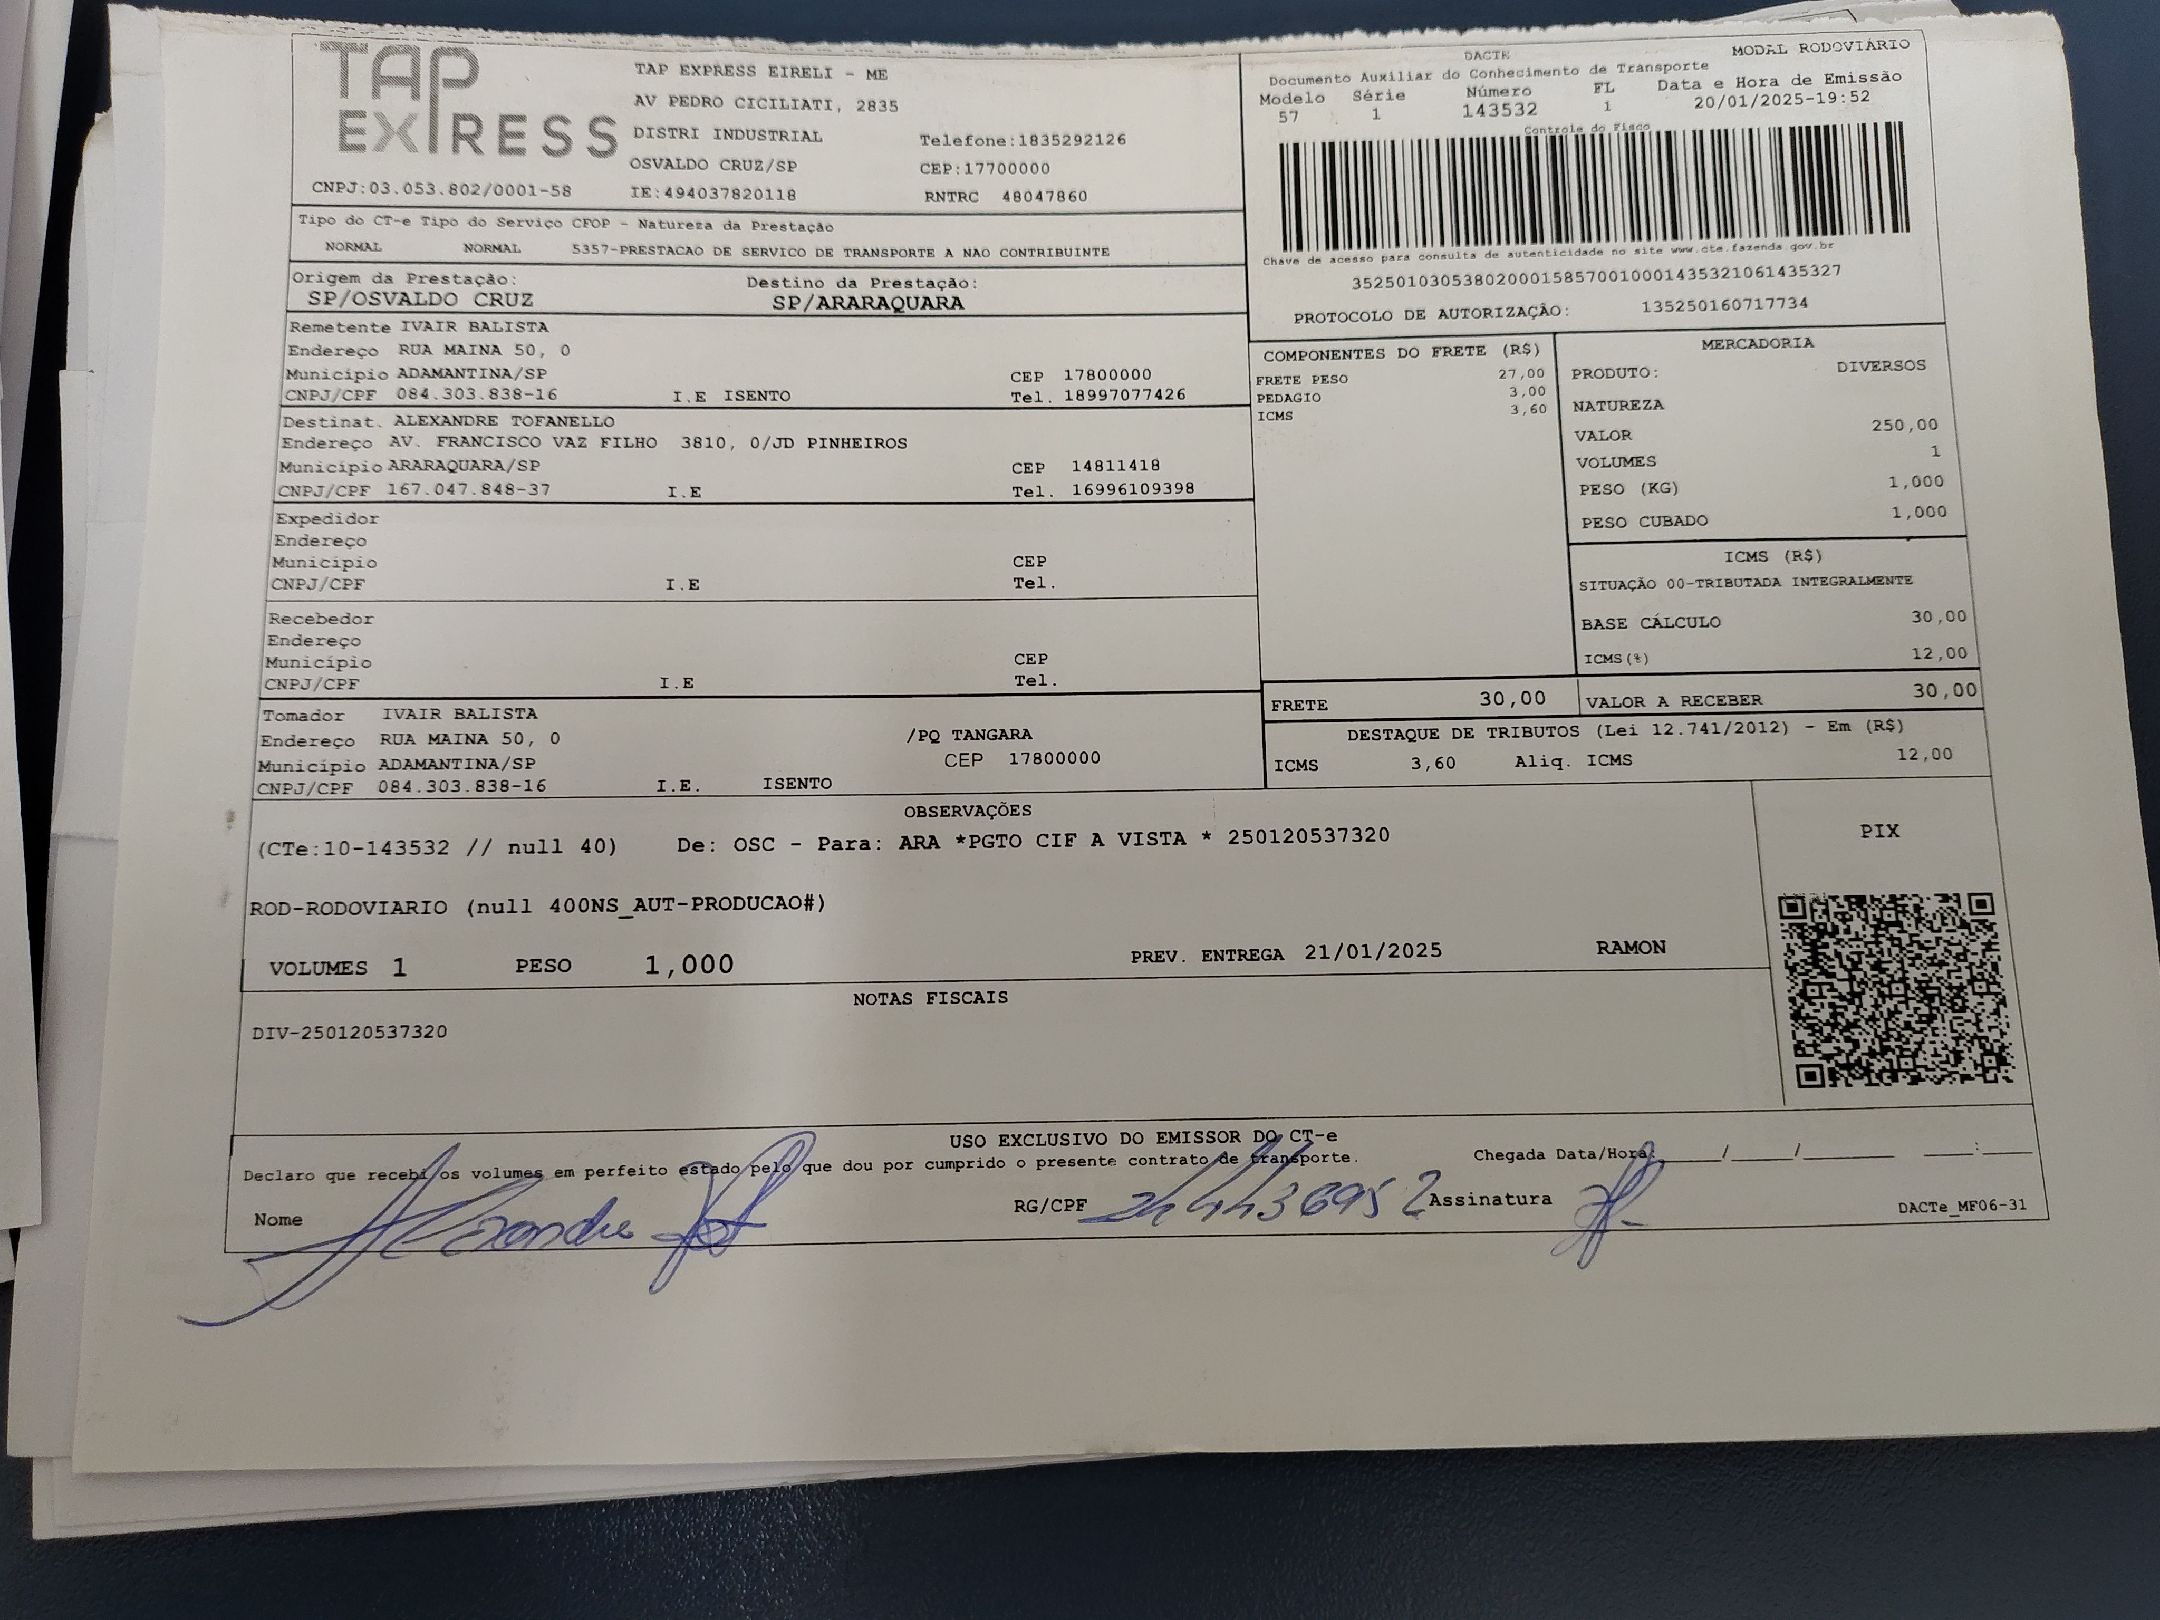 TAP EXPRESS
TAP EXPRESS EIRELI - ME
AV PEDRO CICILIATI, 2835
DISTRI INDUSTRIAL Telefone:1835292126
OSVALDO CRUZ/SP CEP:17700000
CNPJ:03.053.802/0001-58 IE:494037820118 RNTRC 48047860
DACTE MODAL RODOVIÁRIO
Documento Auxiliar do Conhecimento de Transporte
Modelo Série Número FL Data e Hora de Emissão
57 1 143532 1 20/01/2025-19:52
Controle do Fisco
Chave de acesso para consulta de autenticidade no site www.cte.fazenda.gov.br
35250103053802000158570010001435321061435327
PROTOCOLO DE AUTORIZAÇÃO: 135250160717734
Tipo do CT-e Tipo do Serviço CFOP - Natureza da Prestação
NORMAL NORMAL 5357-PRESTACAO DE SERVICO DE TRANSPORTE A NAO CONTRIBUINTE
Origem da Prestação: Destino da Prestação:
SP/OSVALDO CRUZ SP/ARARAQUARA
Remetente IVAIR BALISTA
Endereço RUA MAINA 50, 0
Município ADAMANTINA/SP CEP 17800000
CNPJ/CPF 084.303.838-16 I.E ISENTO Tel. 18997077426
Destinat. ALEXANDRE TOFANELLO
Endereço AV. FRANCISCO VAZ FILHO 3810, 0/JD PINHEIROS
Município ARARAQUARA/SP CEP 14811418
CNPJ/CPF 167.047.848-37 I.E Tel. 16996109398
Expedidor
Endereço
Município CEP
CNPJ/CPF I.E Tel.
Recebedor
Endereço
Município CEP
CNPJ/CPF I.E Tel.
Tomador IVAIR BALISTA
Endereço RUA MAINA 50, 0 /PQ TANGARA
Município ADAMANTINA/SP CEP 17800000
CNPJ/CPF 084.303.838-16 I.E. ISENTO
COMPONENTES DO FRETE (R$)
FRETE PESO 27,00
PEDAGIO 3,00
ICMS 3,60
MERCADORIA
PRODUTO: DIVERSOS
NATUREZA
VALOR 250,00
VOLUMES 1
PESO (KG) 1,000
PESO CUBADO 1,000
ICMS (R$)
SITUAÇÃO 00-TRIBUTADA INTEGRALMENTE
BASE CÁLCULO 30,00
ICMS(%) 12,00
FRETE 30,00 VALOR A RECEBER 30,00
DESTAQUE DE TRIBUTOS (Lei 12.741/2012) - Em (R$)
ICMS 3,60 Aliq. ICMS 12,00
OBSERVAÇÕES
(CTe:10-143532 // null 40) De: OSC - Para: ARA *PGTO CIF A VISTA * 250120537320
ROD-RODOVIARIO (null 400NS_AUT-PRODUCAO#)
VOLUMES 1 PESO 1,000 PREV. ENTREGA 21/01/2025 RAMON
PIX
NOTAS FISCAIS
DIV-250120537320
USO EXCLUSIVO DO EMISSOR DO CT-e
Declaro que recebi os volumes em perfeito estado pelo que dou por cumprido o presente contrato de transporte. Chegada Data/Hora: ____/____/____ ___:___
Nome Alexandre RG/CPF Assinatura
DACTe_MF06-31